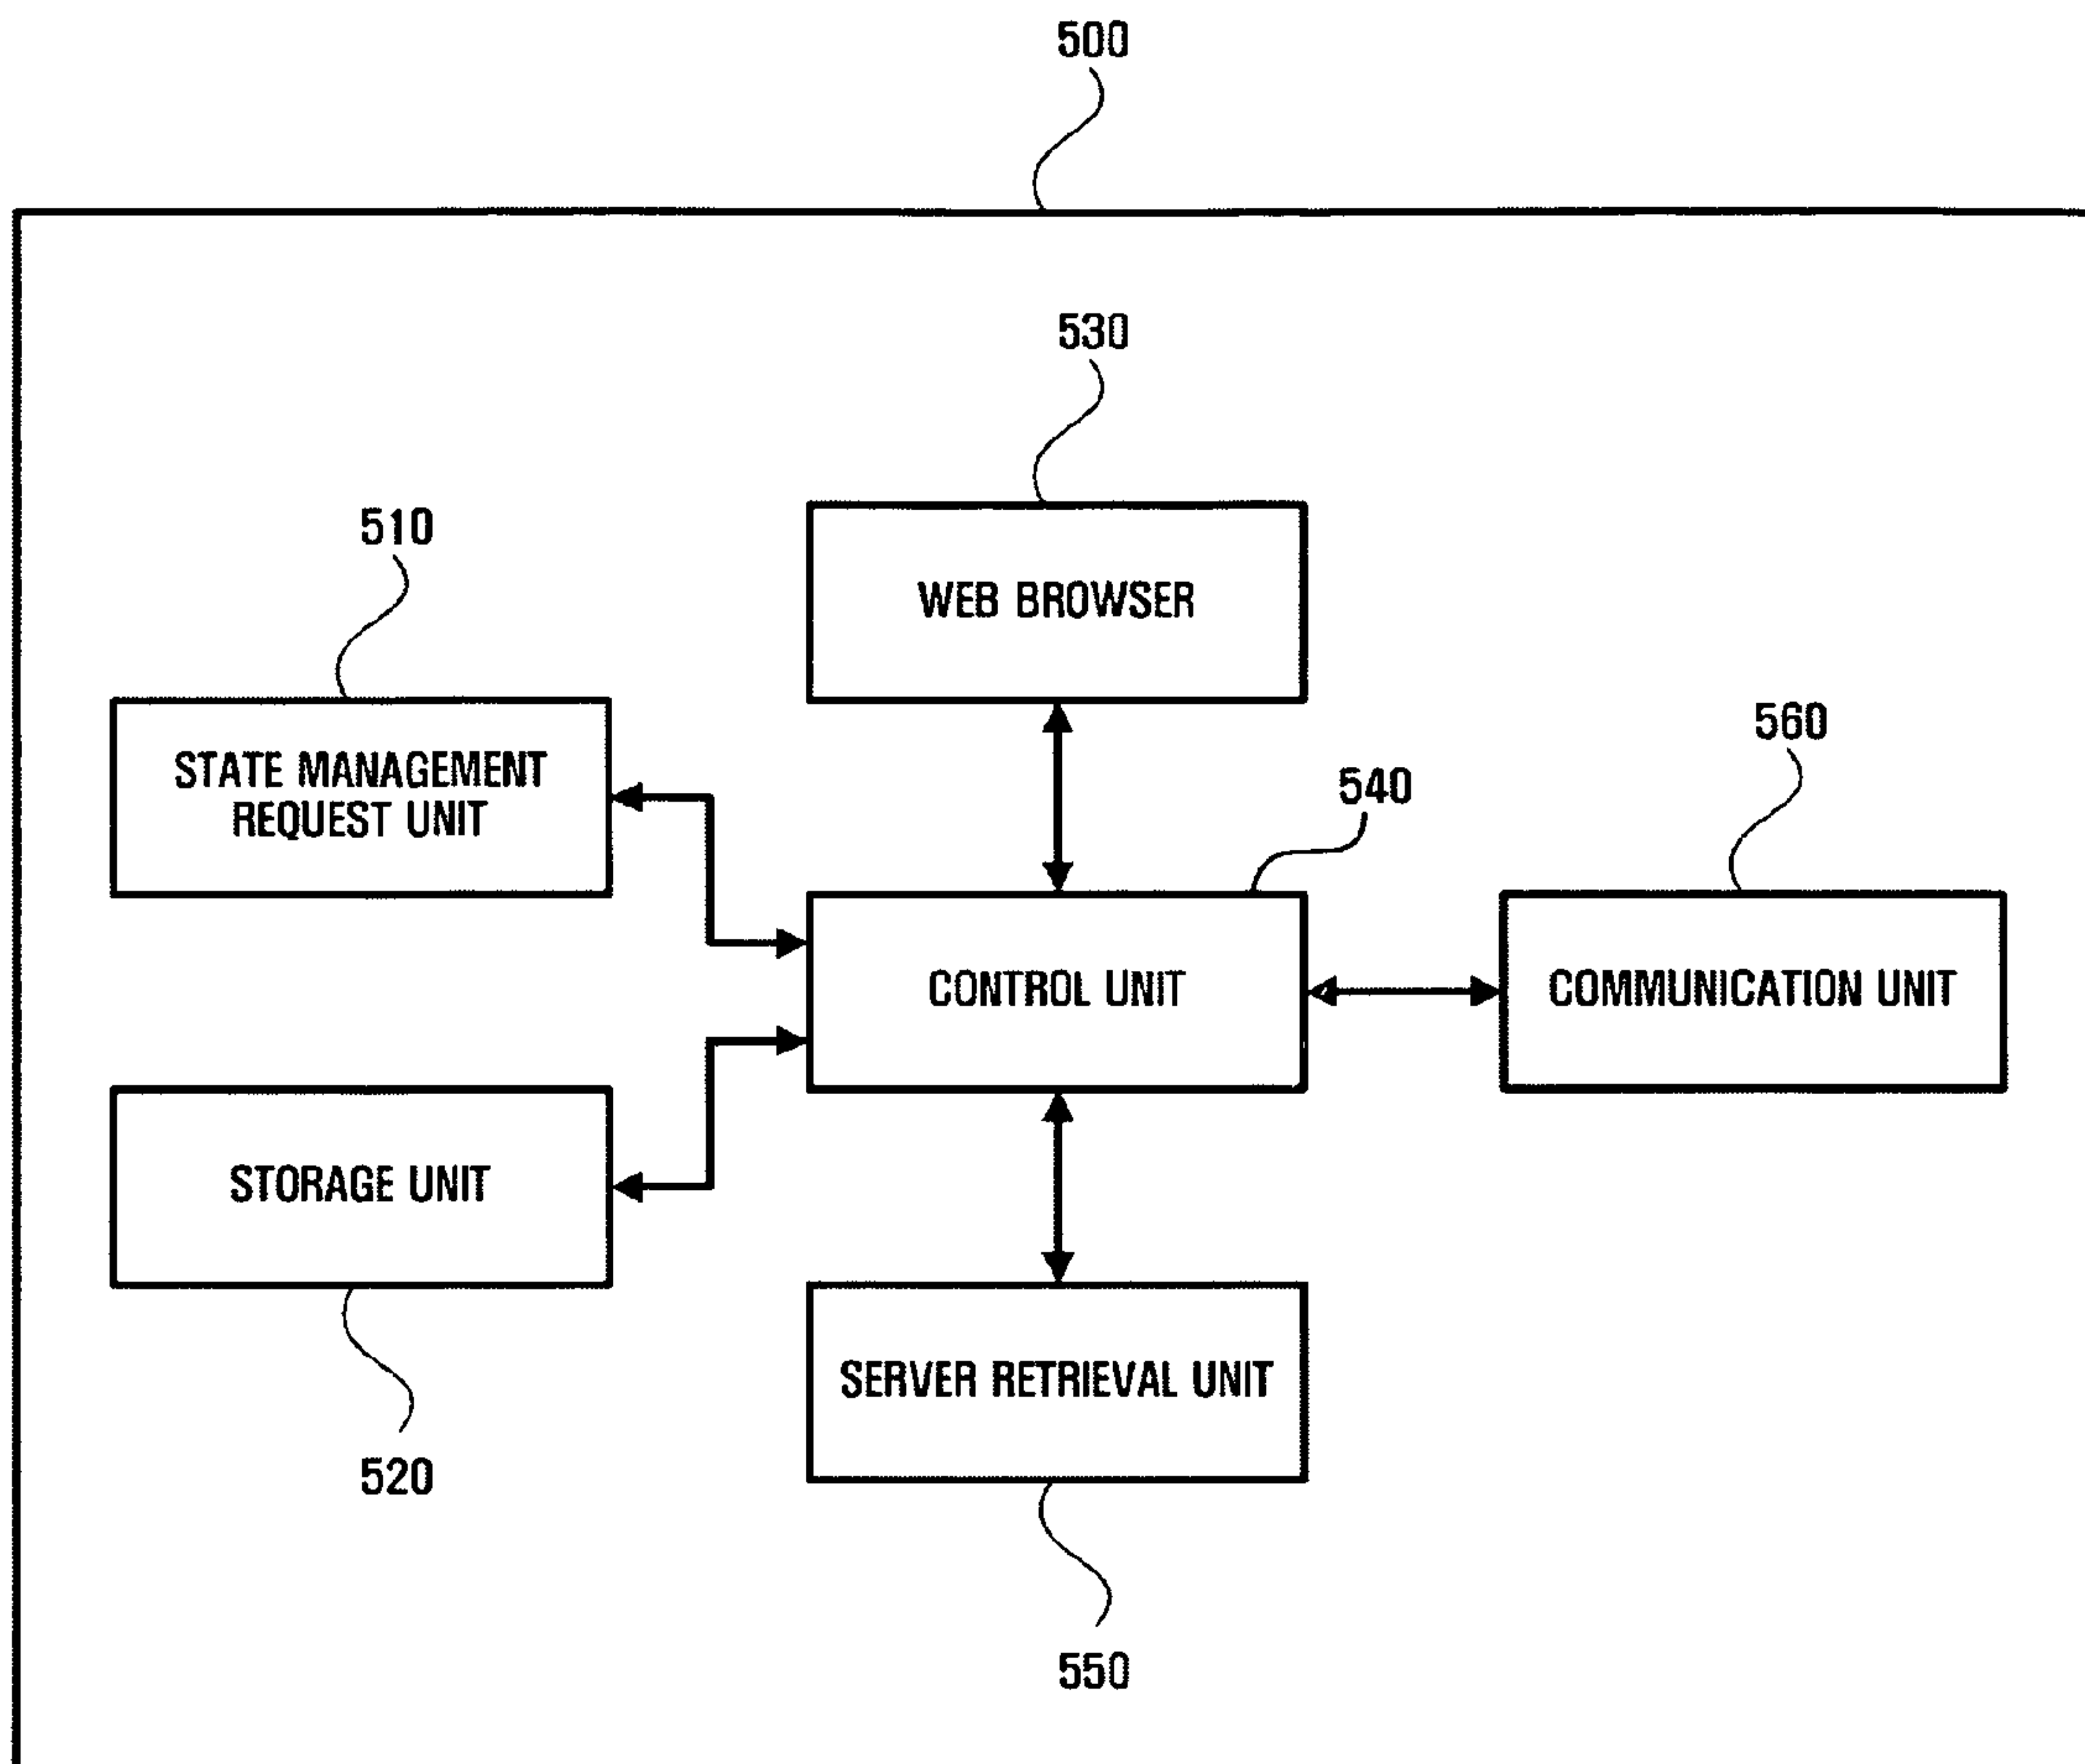 500
530
510
WEB BROWSER
560
STATE MANAGEMENT
REQUEST UNIT
540
CONTROL UNIT
COMMUNICATION UNIT
STORAGE UNIT
SERVER RETRIEVAL UNIT
520
550